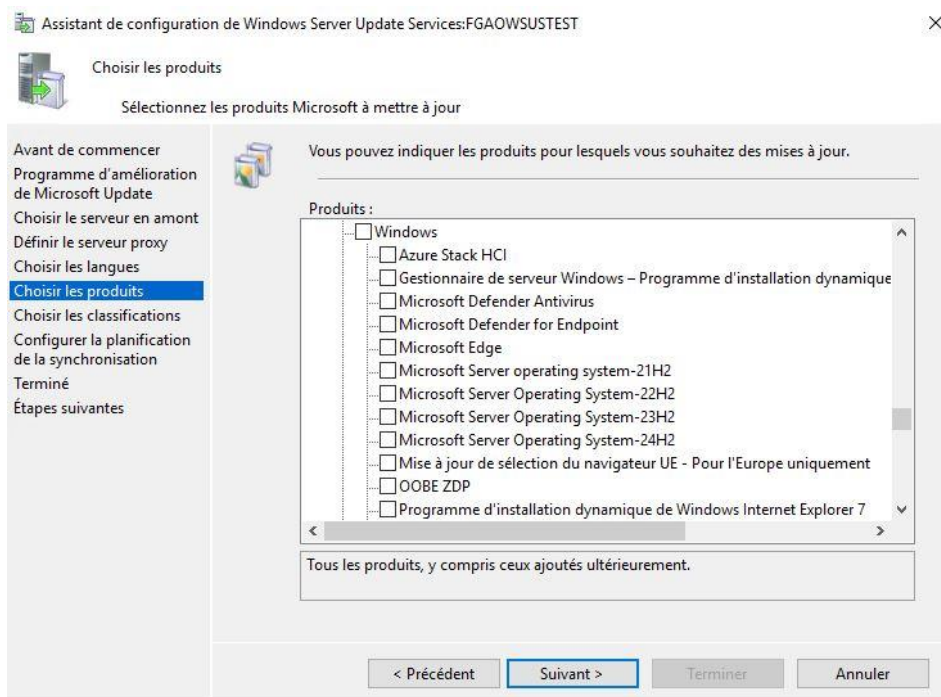 Assistant de configuration de Windows Server Update Services:FGAOWSUSTEST
Choisir les produits
Sélectionnez les produits Microsoft à mettre à jour
Avant de commencer
Programme d'amélioration
de Microsoft Update
Choisir le serveur en amont
Définir le serveur proxy
Choisir les langues
Choisir les produits
Choisir les classifications
Configurer la planification
de la synchronisation
Terminé
Étapes suivantes
Vous pouvez indiquer les produits pour lesquels vous souhaitez des mises à jour.
Produits :
Windows
Azure Stack HCI
Gestionnaire de serveur Windows – Programme d'installation dynamique
Microsoft Defender Antivirus
Microsoft Defender for Endpoint
Microsoft Edge
Microsoft Server operating system-21H2
Microsoft Server Operating System-22H2
Microsoft Server Operating System-23H2
Microsoft Server Operating System-24H2
Mise à jour de sélection du navigateur UE - Pour l'Europe uniquement
OOBE ZDP
Programme d'installation dynamique de Windows Internet Explorer 7
Tous les produits, y compris ceux ajoutés ultérieurement.
< Précédent
Suivant >
Terminer
Annuler